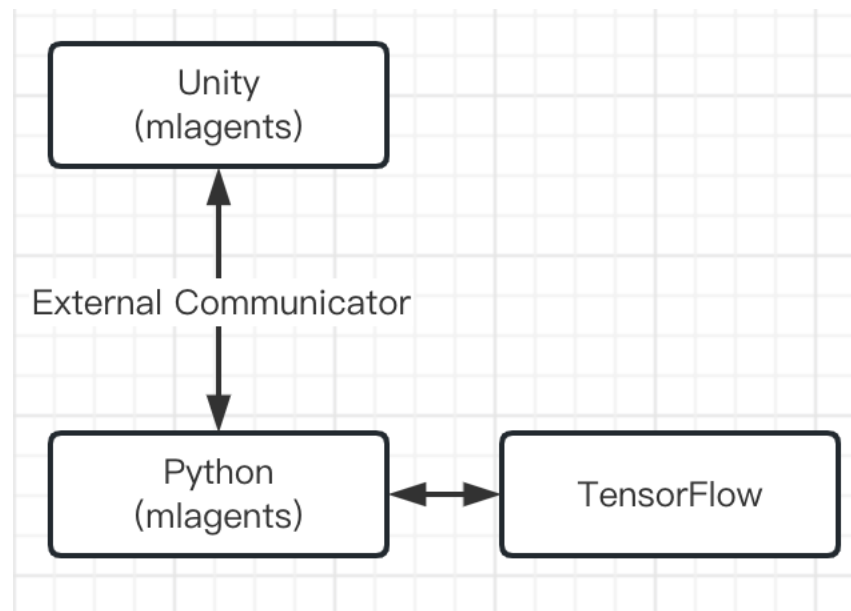 Unity
(mlagents)
External Communicator
Python
(mlagents)
TensorFlow